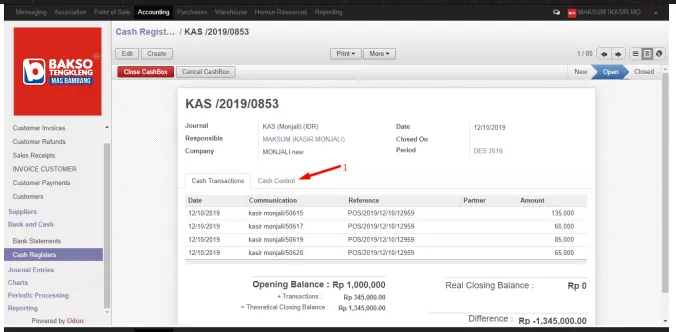 Messaging Association Point of Sale Accounting Purchases Warehouse Human Resources Reporting MAKSUM (KASIR MO...
Cash Regist... / KAS /2019/0853
Edit Create Print More 1 / 80
Close CashBox Cancel CashBox New Open Closed
BAKSO
TENGKLENG
MAS BAMBANG
Customer Invoices
Customer Refunds
Sales Receipts
INVOICE CUSTOMER
Customer Payments
Customers
Suppliers
Bank and Cash
Bank Statements
Cash Registers
Journal Entries
Charts
Periodic Processing
Reporting
Powered by Odoo
KAS /2019/0853
Journal KAS (Monjali) (IDR) Date 12/10/2019
Responsible MAKSUM (KASIR MONJALI) Closed On
Company MONJALI new Period DES 2019
1
Cash Transactions Cash Control
Date Communication Reference Partner Amount
12/10/2019 kasir monjali/50615 POS/2019/12/10/12959 135,000
12/10/2019 kasir monjali/50617 POS/2019/12/10/12959 60,000
12/10/2019 kasir monjali/50619 POS/2019/12/10/12959 85,000
12/10/2019 kasir monjali/50620 POS/2019/12/10/12959 65,000
Opening Balance : Rp 1,000,000 Real Closing Balance : Rp 0
+ Transactions : Rp 345,000.00
= Theoretical Closing Balance : Rp 1,345,000.00
Difference : Rp -1,345,000.00